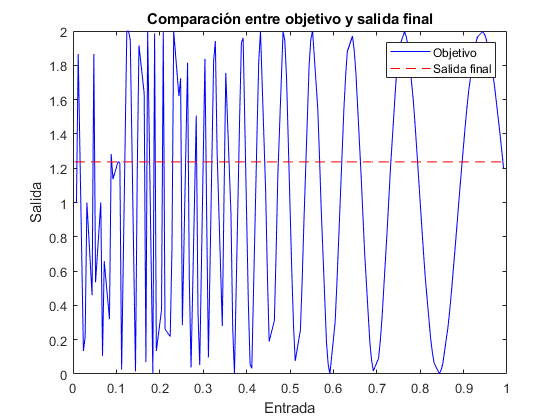 Comparación entre objetivo y salida final
Objetivo
Salida final
Salida
2
1.8
1.6
1.4
1.2
1
0.8
0.6
0.4
0.2
0
0 0.1 0.2 0.3 0.4 0.5 0.6 0.7 0.8 0.9 1
Entrada